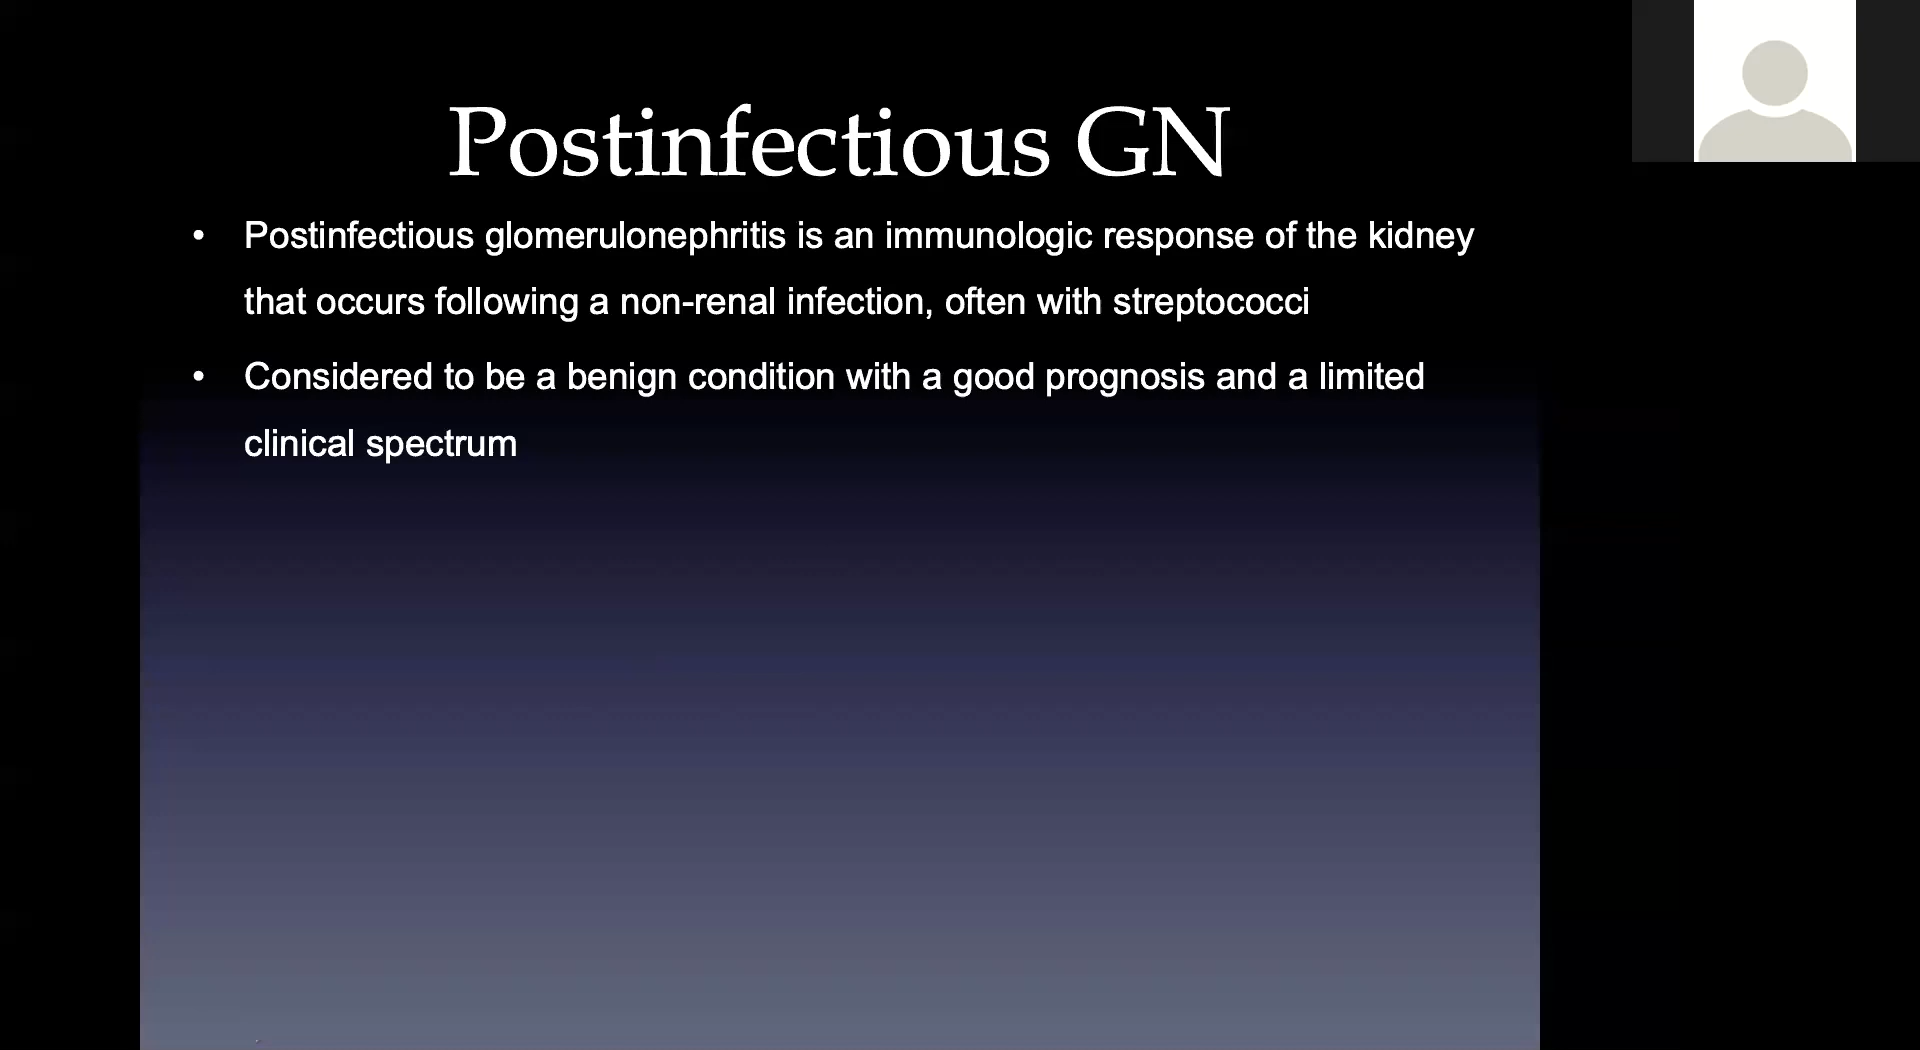 Postinfectious GN
• Postinfectious glomerulonephritis is an immunologic response of the kidney
that occurs following a non-renal infection, often with streptococci
• Considered to be a benign condition with a good prognosis and a limited
clinical spectrum